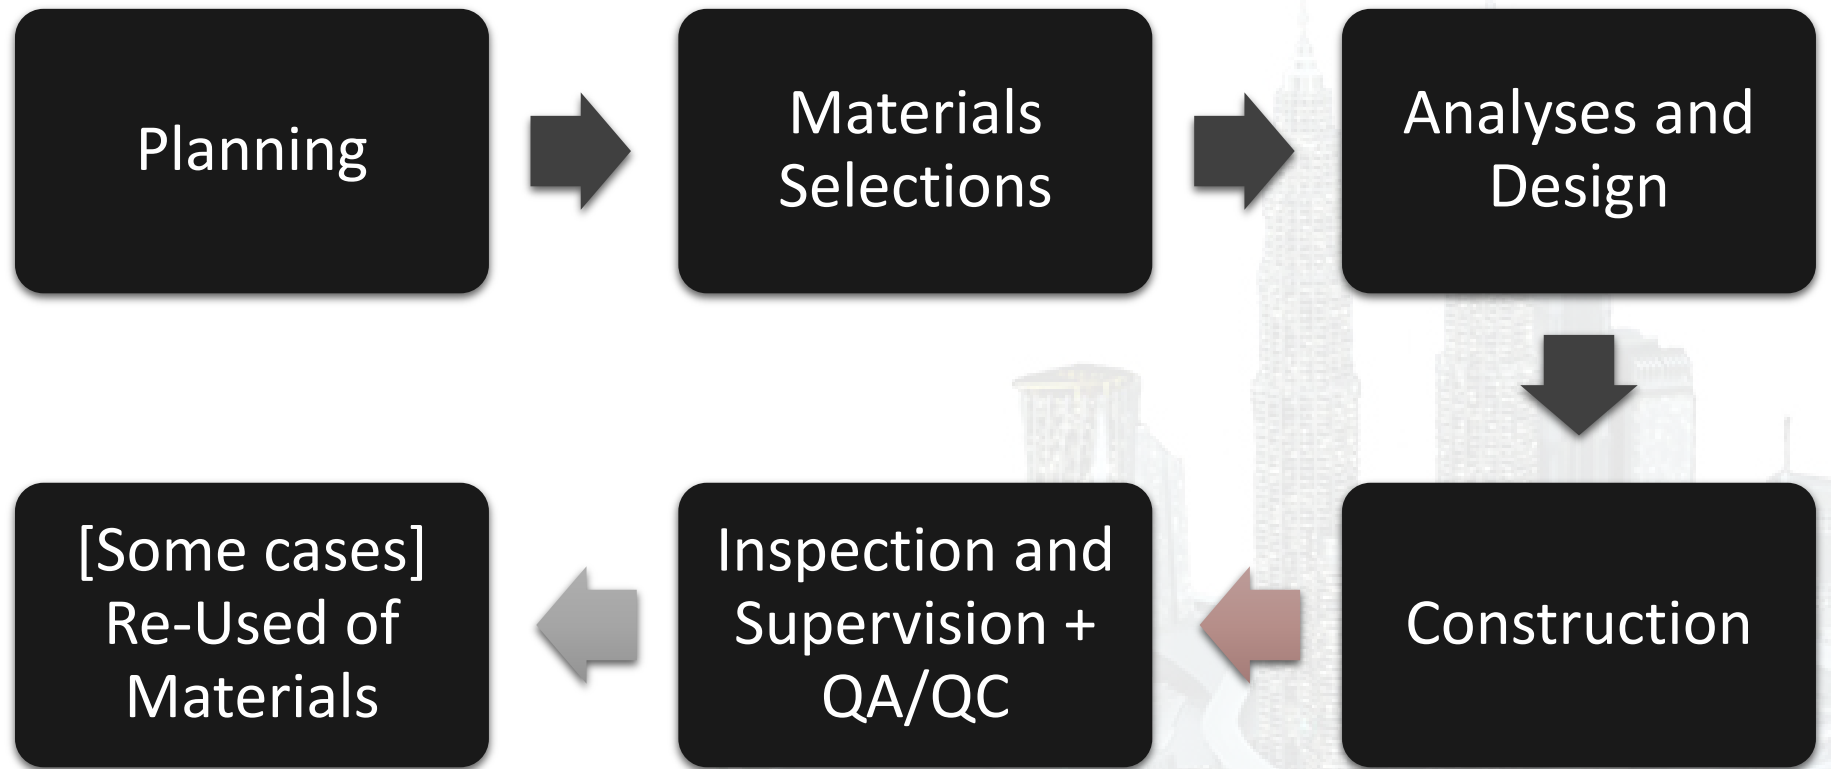 Planning
Materials
Selections
Analyses and
Design
Construction
Inspection and
Supervision +
QA/QC
[Some cases]
Re-Used of
Materials